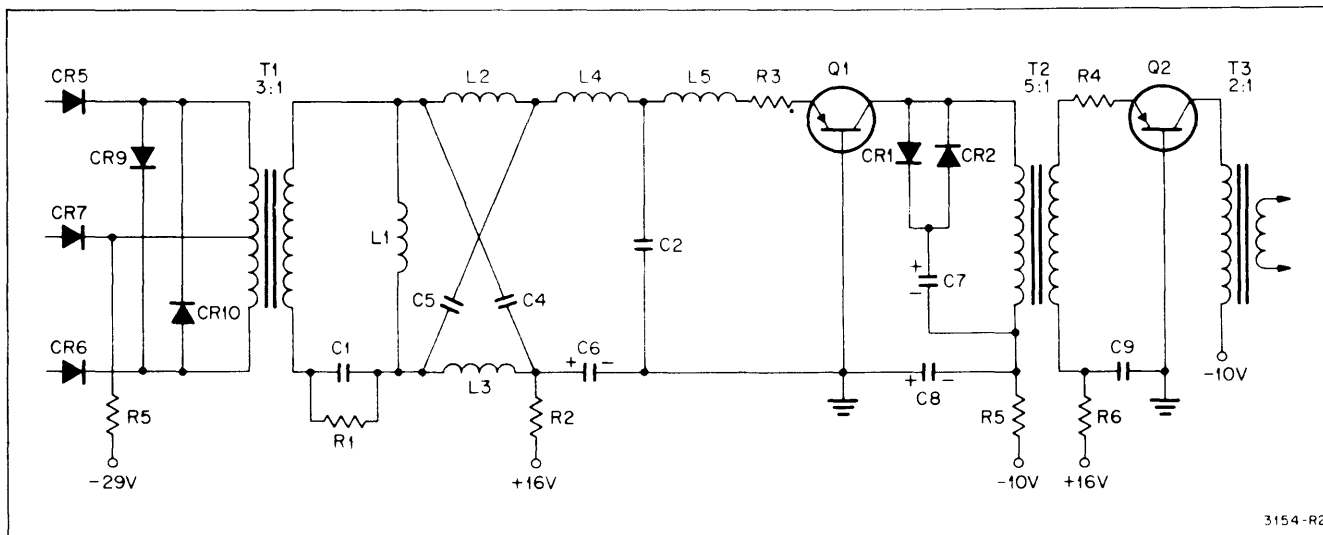 CR5
T1
3:1
L2
L4
L5
R3
Q1
T2
5:1
R4
Q2
T3
2:1
CR9
CR1
CR2
CR7
L1
C2
C5
C4
C7
CR10
CR6
C1
L3
C6
C8
C9
-10V
R5
R1
R2
R5
R6
-29V
+16V
-10V
+16V
+
-
+
-
+
-
3154-R2